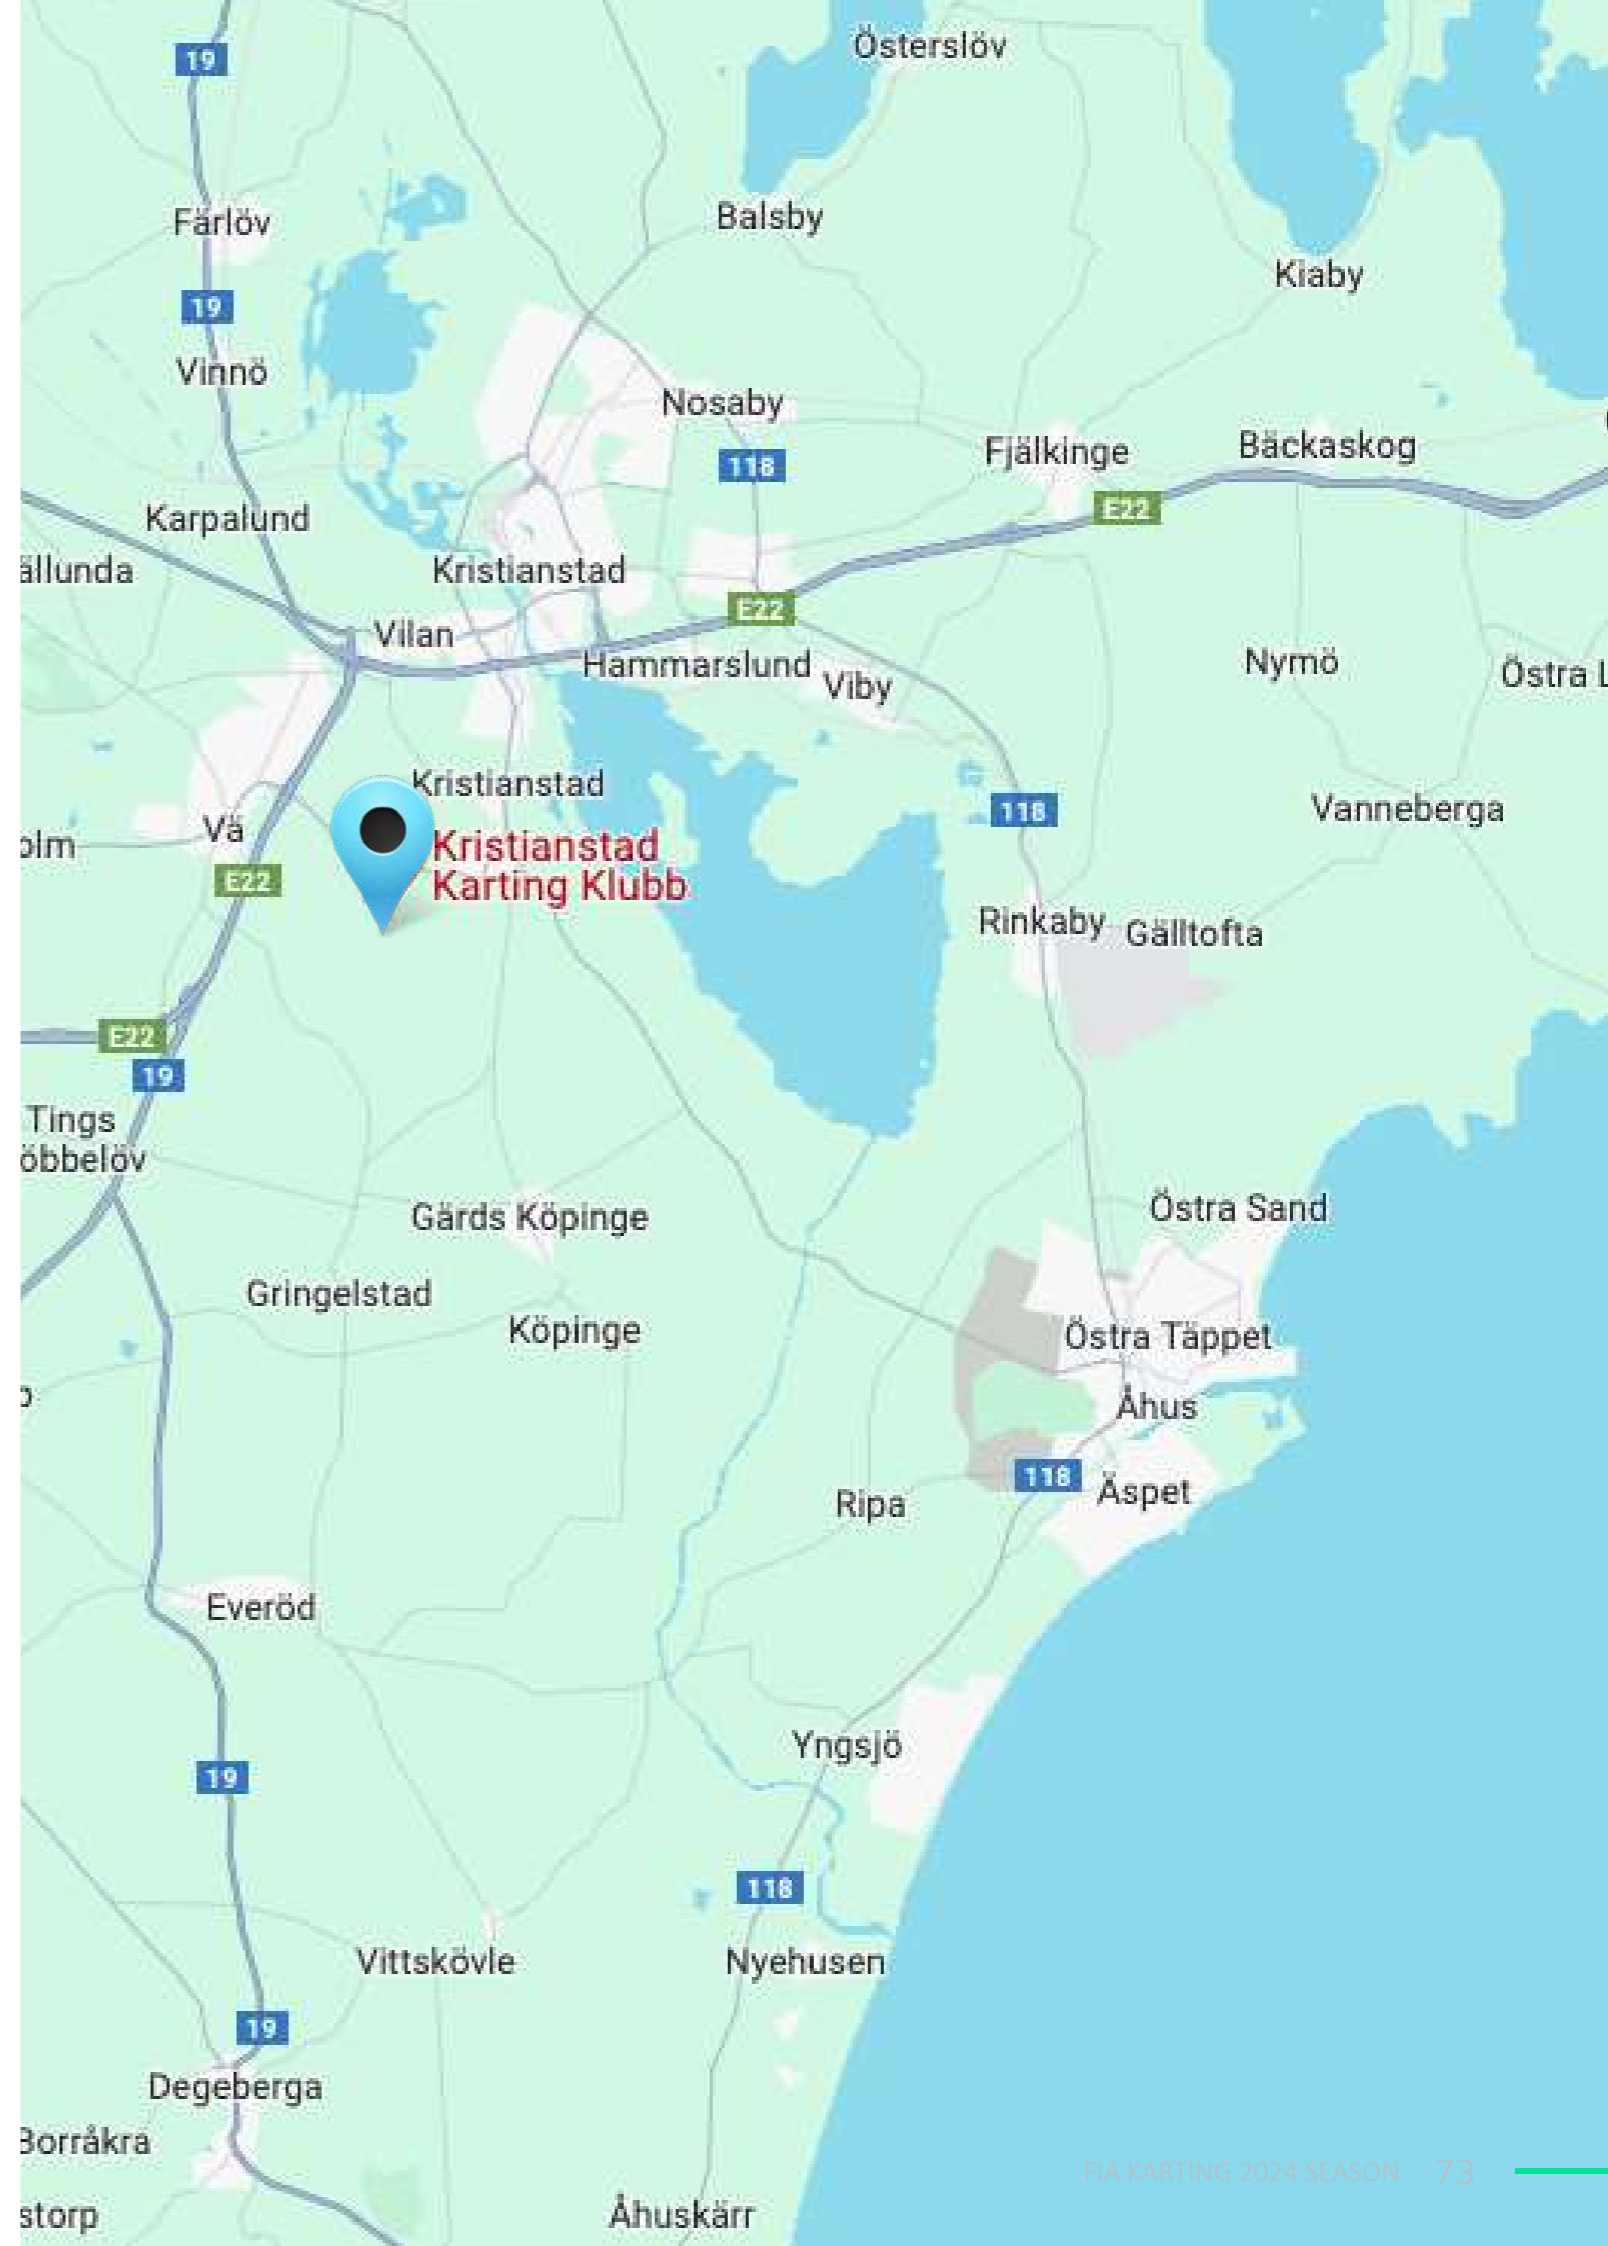 19
Österslöv
Färlöv
Balsby
Kiaby
19
Vinnö
Nosaby
118
Fjälkinge
Bäckaskog
E22
Karpalund
ällunda
Kristianstad
E22
Vilan
Hammarslund
Viby
Nymö
Östra L
Kristianstad
118
Vanneberga
Vä
olm
Kristianstad
Karting Klubb
E22
Rinkaby
Gälltofta
E22
19
Tings
öbbelöv
Östra Sand
Gärds Köpinge
Gringelstad
Köpinge
Östra Täppet
Åhus
118
Äspet
Ripa
Everöd
Yngsjö
19
118
Vittskövle
Nyehusen
19
Degeberga
Borråkra
FIA KARTING 2024 SEASON 73
storp
Åhuskärr